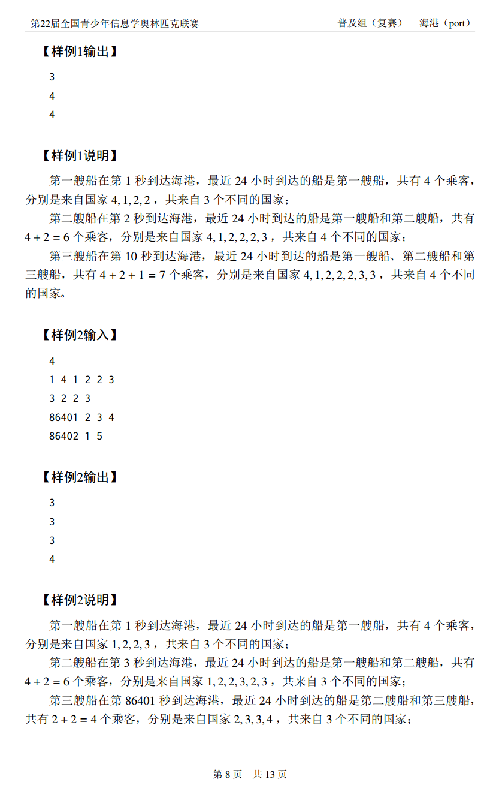 第22届全国青少年信息学奥林匹克联赛 普及组（复赛） 海港（port）
【样例1输出】
3
4
4
【样例1说明】
第一艘船在第 1 秒到达海港，最近 24 小时到达的船是第一艘船，共有 4 个乘客，
分别是来自国家 4, 1, 2, 2 ，共来自 3 个不同的国家；
第二艘船在第 2 秒到达海港，最近 24 小时到达的船是第一艘船和第二艘船，共有
4 + 2 = 6 个乘客，分别是来自国家 4, 1, 2, 2, 2, 3 ，共来自 4 个不同的国家；
第三艘船在第 10 秒到达海港，最近 24 小时到达的船是第一艘船、第二艘船和第
三艘船，共有 4 + 2 + 1 = 7 个乘客，分别是来自国家 4, 1, 2, 2, 2, 3, 3 ，共来自 4 个不同
的国家。
【样例2输入】
4
1 4 1 2 2 3
3 2 2 3
86401 2 3 4
86402 1 5
【样例2输出】
3
3
3
4
【样例2说明】
第一艘船在第 1 秒到达海港，最近 24 小时到达的船是第一艘船，共有 4 个乘客，
分别是来自国家 1, 2, 2, 3 ，共来自 3 个不同的国家；
第二艘船在第 3 秒到达海港，最近 24 小时到达的船是第一艘船和第二艘船，共有
4 + 2 = 6 个乘客，分别是来自国家 1, 2, 2, 3, 2, 3 ，共来自 3 个不同的国家；
第三艘船在第 86401 秒到达海港，最近 24 小时到达的船是第二艘船和第三艘船，
共有 2 + 2 = 4 个乘客，分别是来自国家 2, 3, 3, 4 ，共来自 3 个不同的国家；
第 8 页 共 13 页